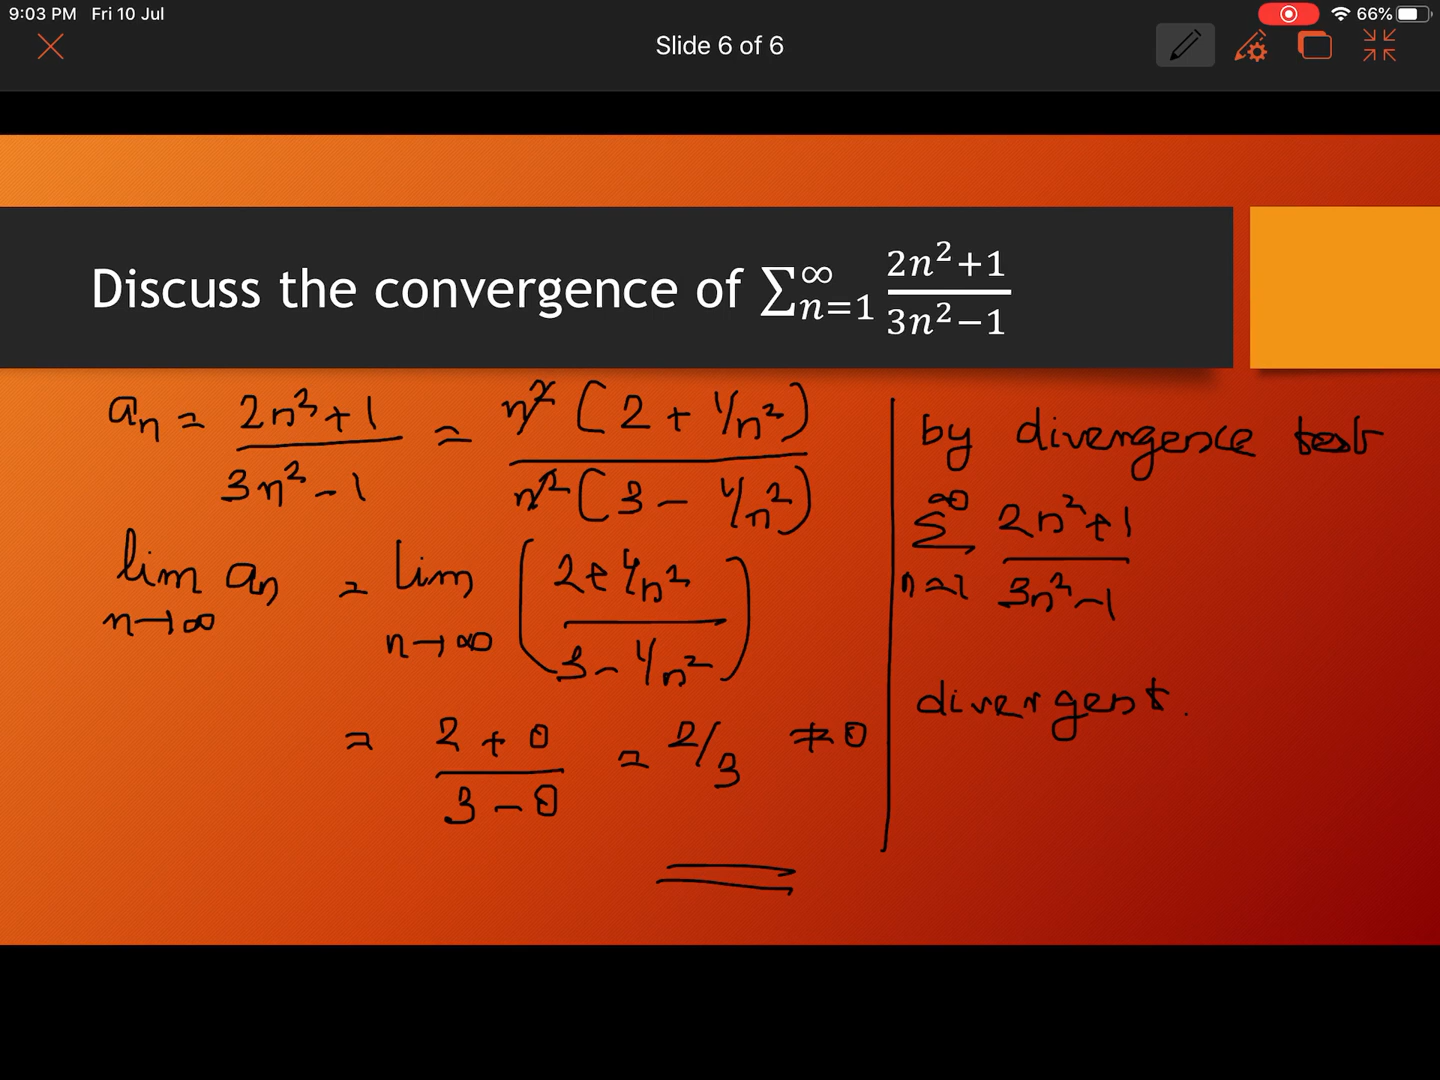 9:03 PM Fri 10 Jul
66%
Slide 6 of 6
Discuss the convergence of ∑_{n=1}^{∞} (2n²+1)/(3n²−1)
aₙ = (2n²+1)/(3n²−1) = n²(2 + 1/n²)/n²(3 − 1/n²)
lim_{n→∞} aₙ = lim_{n→∞} ((2+1/n²)/(3−1/n²))
= (2+0)/(3−0) = 2/3 ≠ 0
by divergence test
∑_{n=1}^{∞} (2n²+1)/(3n²−1)
divergent.